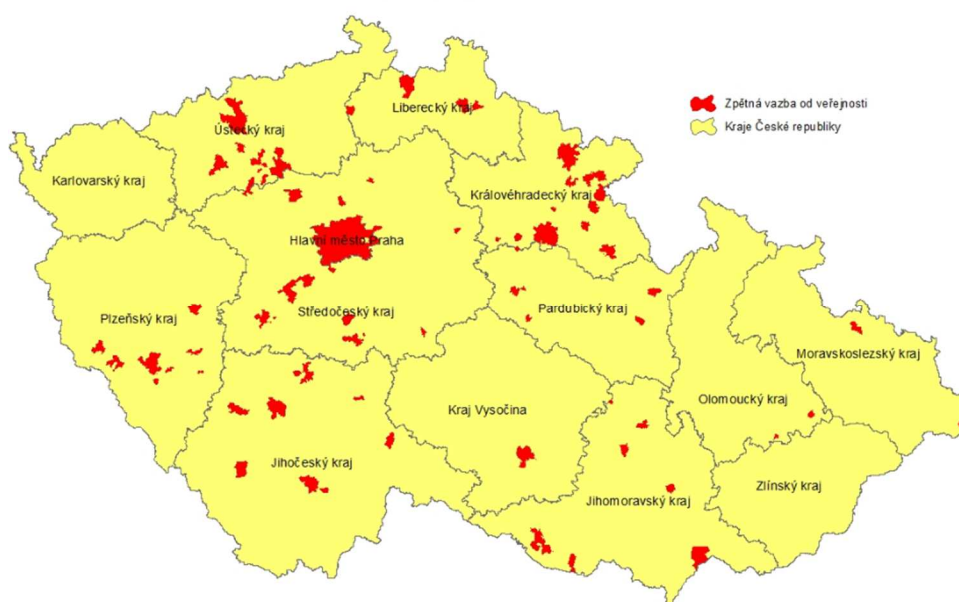 Zpětná vazba od veřejnosti
Kraje České republiky
Liberecký kraj
Ústecký kraj
Karlovarský kraj
Královéhradecký kraj
Hlavní město Praha
Středočeský kraj
Pardubický kraj
Plzeňský kraj
Moravskoslezský kraj
Olomoucký kraj
Kraj Vysočina
Jihočeský kraj
Zlínský kraj
Jihomoravský kraj